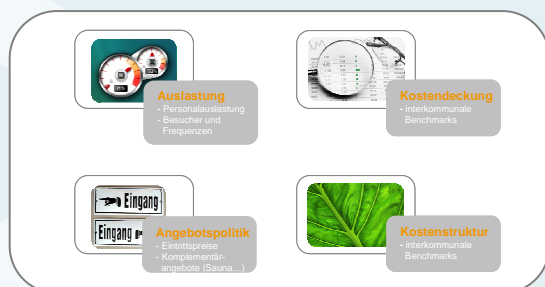 Auslastung
- Personalauslastung
- Besucher und
Frequenzen
Kostendeckung
- interkommunale
Benchmarks
Eingang
Eingang
Angebotspolitik
- Eintrittspreise
- Komplementär-
angebote (Sauna…)
Kostenstruktur
- interkommunale
Benchmarks